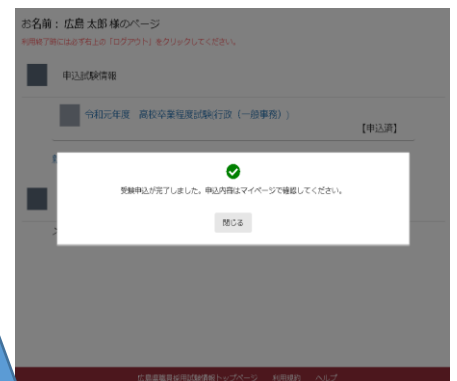 お名前： 広島 太郎 様のページ
利用終了時には必ず右上の「ログアウト」をクリックしてください。
申込試験情報
令和元年度 高校卒業程度試験(行政（一般事務）)
【申込済】
受験申込が完了しました。申込内容はマイページで確認してください。
閉じる
広島県職員採用試験情報トップページ 利用規約 ヘルプ